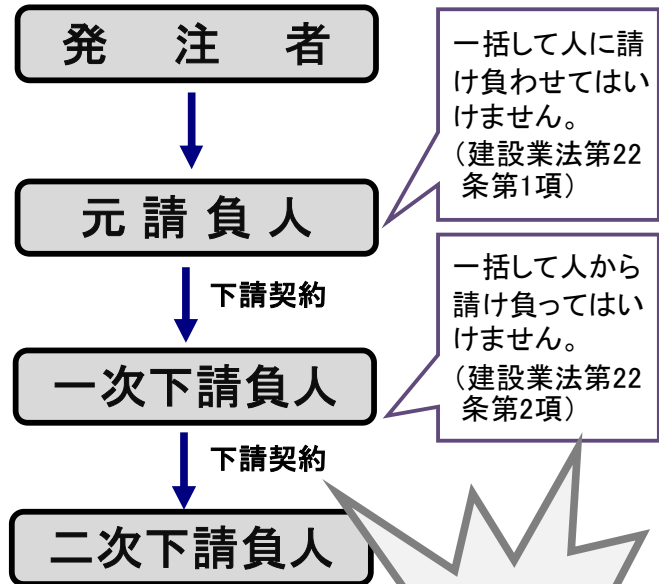 発注者
一括して人に請
け負わせてはい
けません。
(建設業法第22
条第1項)
元請負人
下請契約
一括して人から
請け負ってはい
けません。
(建設業法第22
条第2項)
一次下請負人
下請契約
二次下請負人